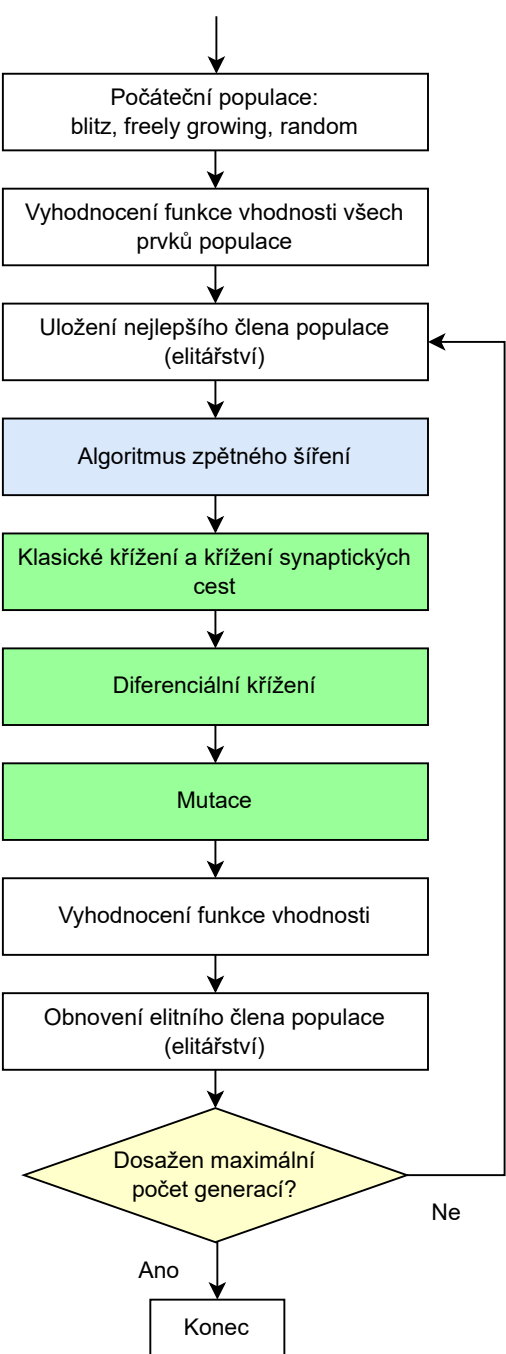 Počáteční populace:
blitz, freely growing, random
Vyhodnocení funkce vhodnosti všech
prvků populace
Uložení nejlepšího člena populace
(elitářství)
Algoritmus zpětného šíření
Klasické křížení a křížení synaptických
cest
Diferenciální křížení
Mutace
Vyhodnocení funkce vhodnosti
Obnovení elitního člena populace
(elitářství)
Dosažen maximální
počet generací?
Ne
Ano
Konec